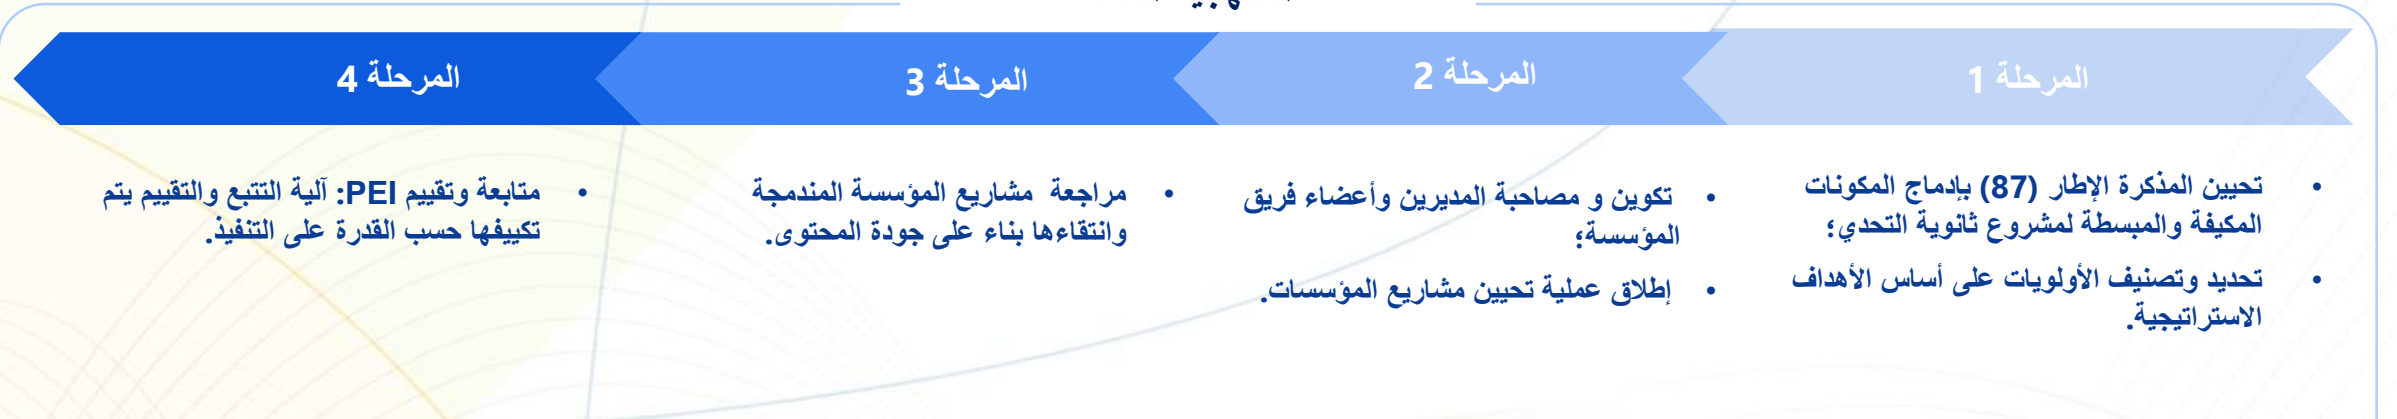 المرحلة 1
تحيين المذكرة الإطار (87) بإدماج المكونات
المكيفة والمبسطة لمشروع ثانوية التحدي؛
تحديد وتصنيف الأولويات على أساس الأهداف
الاستراتيجية.
المرحلة 2
تكوين و مصاحبة المديرين وأعضاء فريق
المؤسسة؛
إطلاق عملية تحيين مشاريع المؤسسات.
المرحلة 3
مراجعة مشاريع المؤسسة المندمجة
وانتقاءها بناء على جودة المحتوى.
المرحلة 4
متابعة وتقييم PEI: آلية التتبع والتقييم يتم
تكييفها حسب القدرة على التنفيذ.